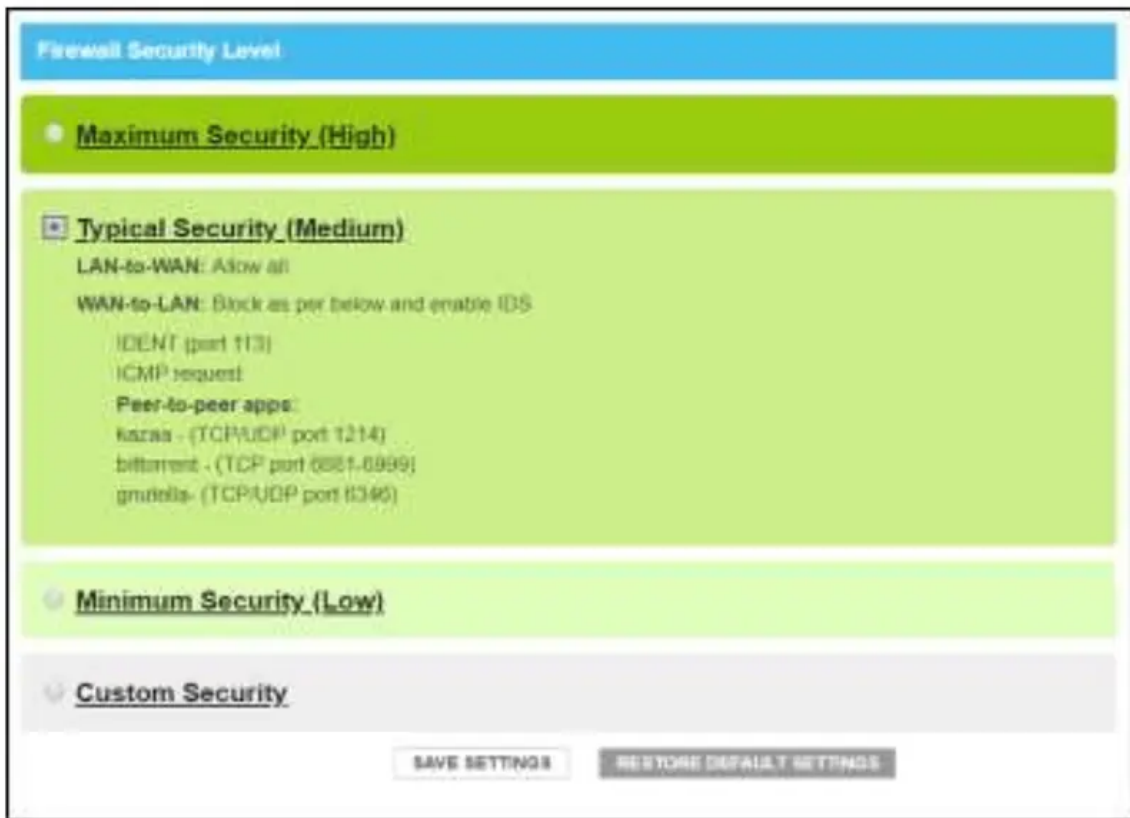 Firewall Security Level
Maximum Security (High)
Typical Security (Medium)
LAN-to-WAN: Allow all
WAN-to-LAN: Block as per below and enable IDS
IDENT (port 113)
ICMP request
Peer-to-peer apps:
kazaa - (TCP/UDP port 1214)
bittorrent - (TCP port 6881-6999)
gnutella- (TCP/UDP port 6346)
Minimum Security (Low)
Custom Security
SAVE SETTINGS RESTORE DEFAULT SETTINGS